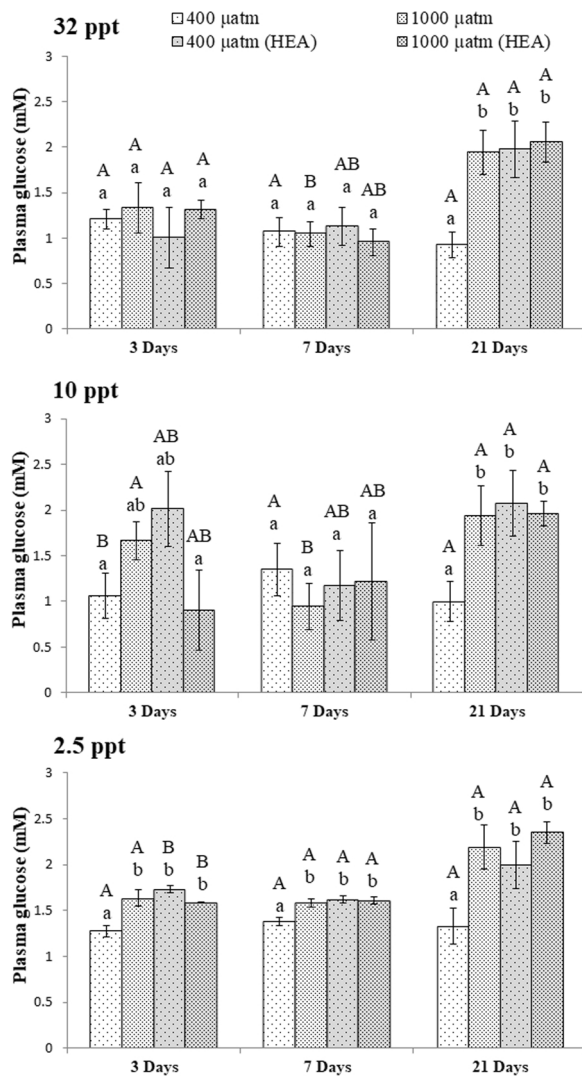 32 ppt
400 µatm 1000 µatm
400 µatm (HEA) 1000 µatm (HEA)
Plasma glucose (mM)
3
2.5
2
1.5
1
0.5
0
A A A A A B AB AB A A A A
a a a a a a a a a b b b
3 Days 7 Days 21 Days
10 ppt
Plasma glucose (mM)
3
2.5
2
1.5
1
0.5
0
B A AB AB A B AB AB A A A A
a ab ab a a a a a a b b b
3 Days 7 Days 21 Days
2.5 ppt
Plasma glucose (mM)
3
2.5
2
1.5
1
0.5
0
A A B B A A A A A A A A
a b b b a b b b a b b b
3 Days 7 Days 21 Days